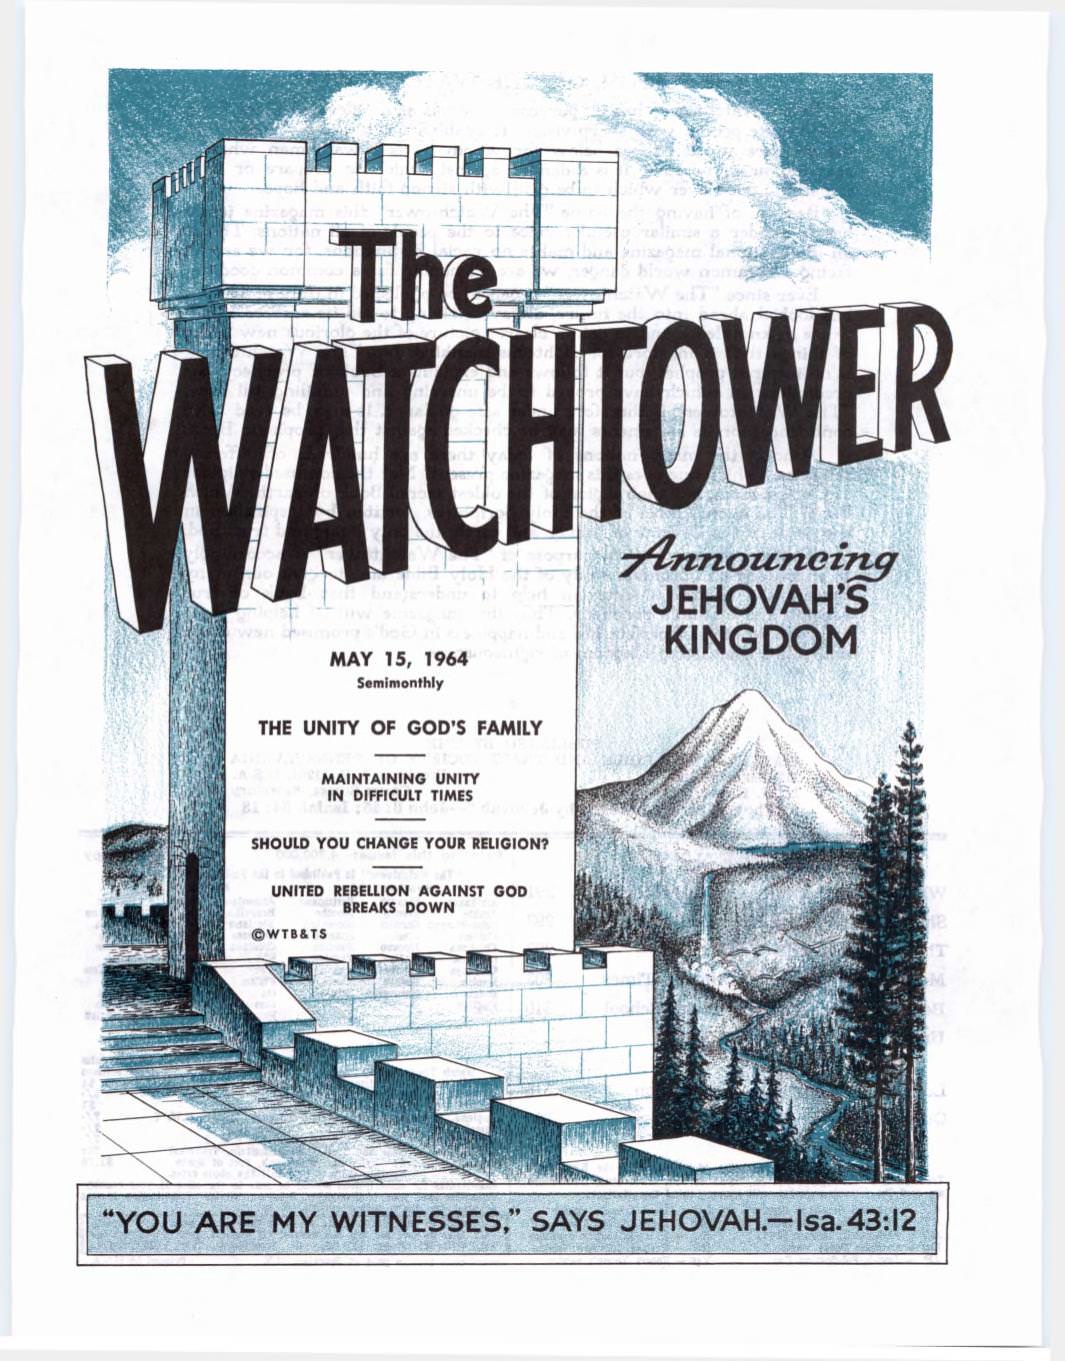 The
WATCHTOWER
Announcing
JEHOVAH'S
KINGDOM
MAY 15, 1964
Semimonthly
THE UNITY OF GOD'S FAMILY
MAINTAINING UNITY
IN DIFFICULT TIMES
SHOULD YOU CHANGE YOUR RELIGION?
UNITED REBELLION AGAINST GOD
BREAKS DOWN
©WTB&TS
“YOU ARE MY WITNESSES,” SAYS JEHOVAH.—Isa. 43:12